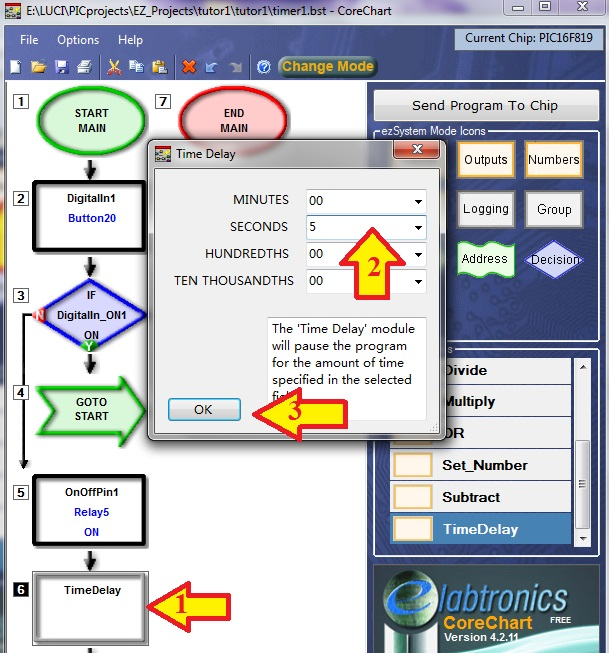 E:\LUCI\PICprojects\EZ_Projects\tutor1\tutor1\timer1.bst - CoreChart
File Options Help
Current Chip: PIC16F819
Change Mode
1
START
MAIN
7
END
MAIN
Send Program To Chip
ezSystem Mode Icons
Outputs
Numbers
Logging
Group
Address
Decision
2
DigitalIn1
Button20
3
IF
DigitalIn_ON1
ON
N
Y
4
GOTO
START
5
OnOffPin1
Relay5
ON
6
TimeDelay
1
Time Delay
MINUTES 00
SECONDS 5
HUNDREDTHS 00
TEN THOUSANDTHS 00
2
The 'Time Delay' module
will pause the program
for the amount of time
specified in the selected
OK
3
Divide
Multiply
OR
Set_Number
Subtract
TimeDelay
elabtronics
CoreChart FREE
Version 4.2.11